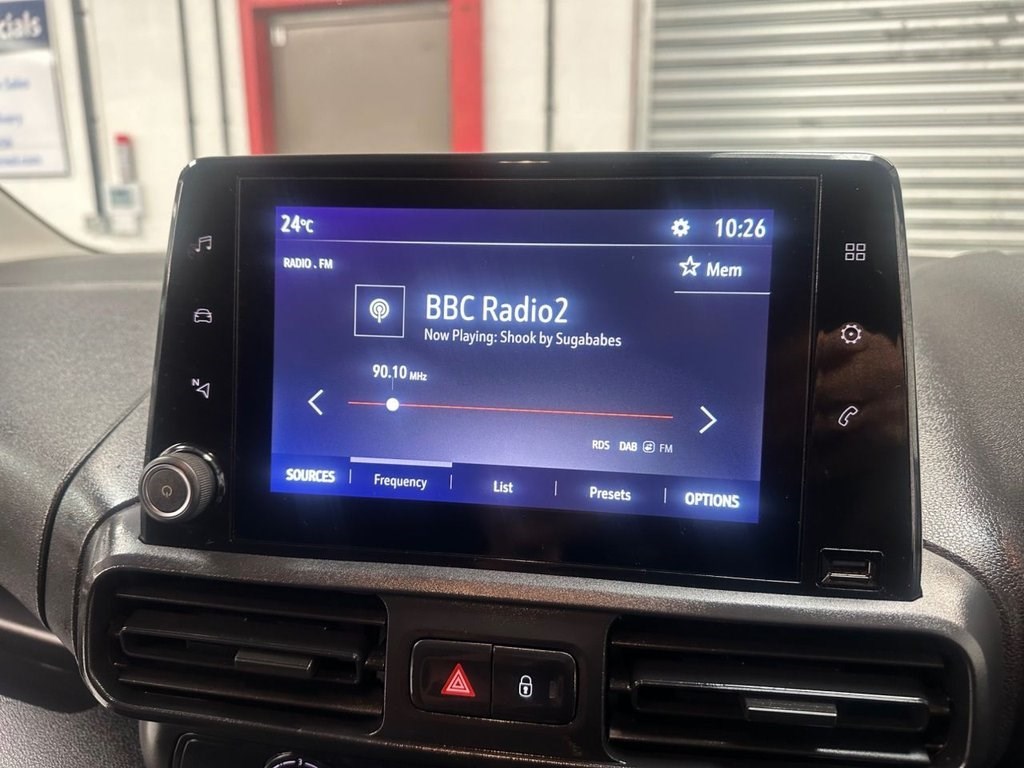 cials
24°C
10:26
RADIO . FM
Mem
BBC Radio2
Now Playing: Shook by Sugababes
90.10 MHz
RDS DAB FM
SOURCES
Frequency
List
Presets
OPTIONS
N